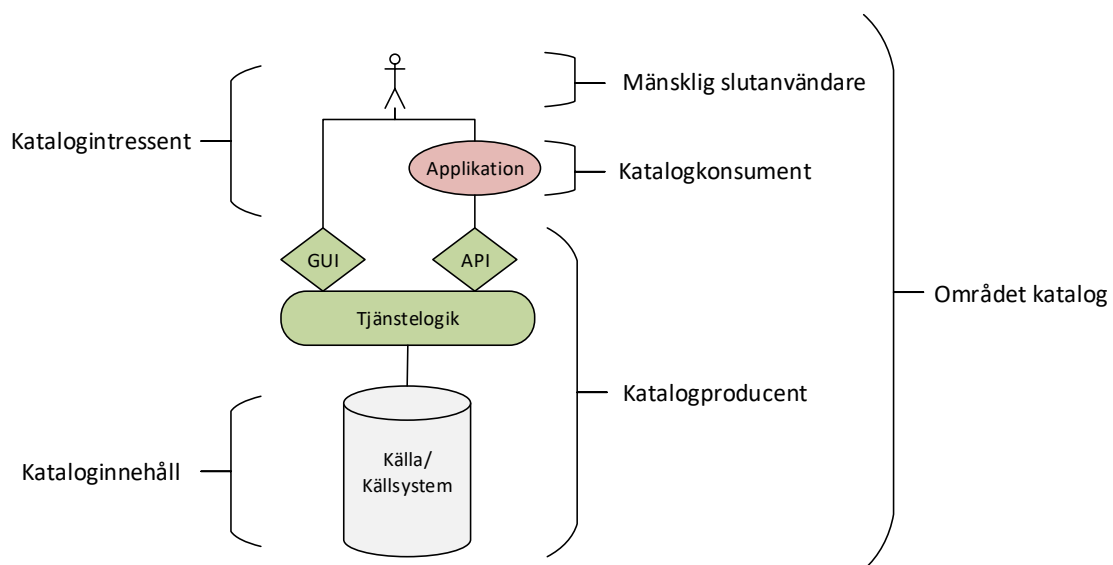 Mänsklig slutanvändare
Katalogintressent
Applikation
Katalogkonsument
GUI
API
Området katalog
Tjänstelogik
Katalogproducent
Källa/
Källsystem
Kataloginnehåll